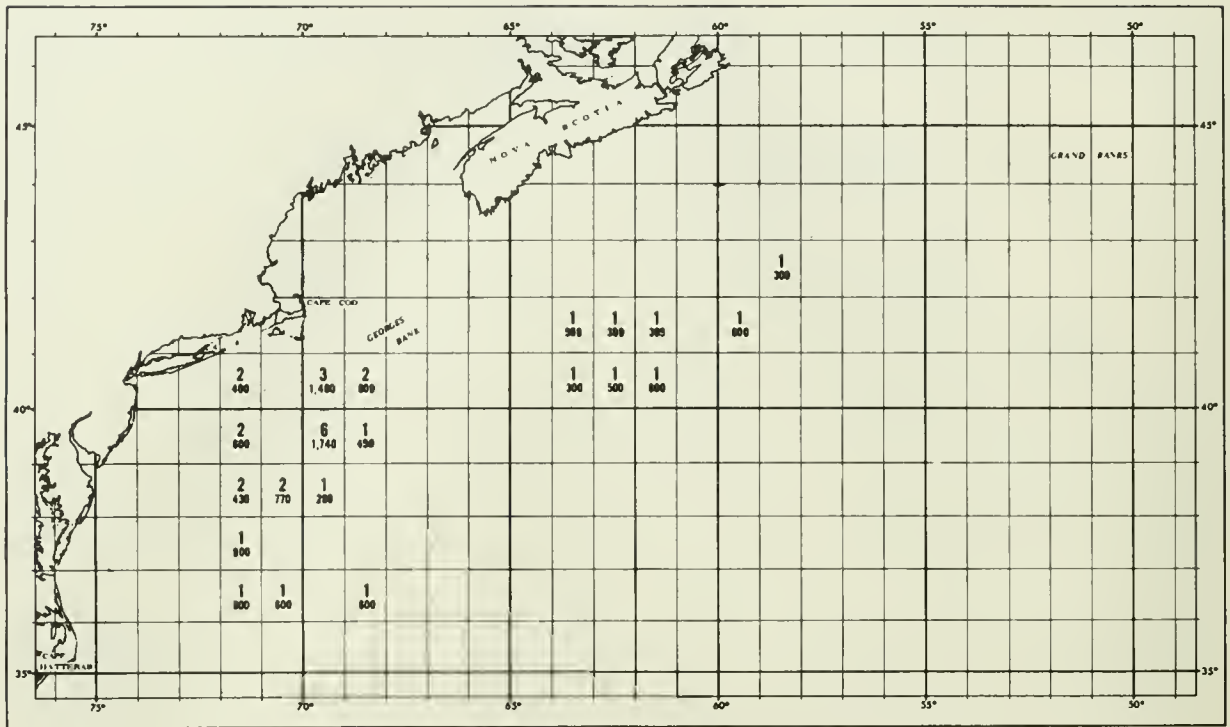 75° 70° 65° 60° 55° 50°
45° 45°
NOVA SCOTIA
GRAND BANKS
1
300
CAPE COD
GEORGES
BANK
1 1 1 1
300 305 600
2 3 2 1 1 1
400 1,480 809 300 500 600
40° 40°
2 6 1
600 1,740 450
2 2 1
430 770 200
1
900
1 1 1
800 600 600
CAPE
HATTERAS
35° 35°
75° 70° 65° 60° 55° 50°